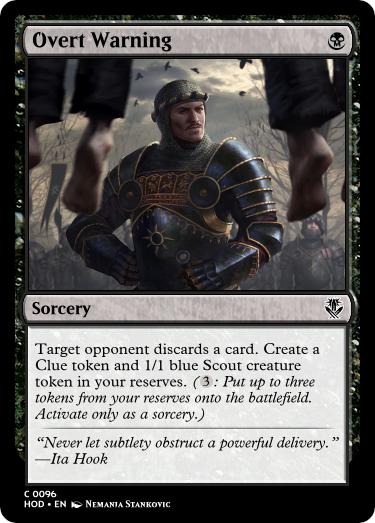 Overt Warning
Sorcery
Target opponent discards a card. Create a
Clue token and 1/1 blue Scout creature
token in your reserves. (3: Put up to three
tokens from your reserves onto the battlefield.
Activate only as a sorcery.)
“Never let subtlety obstruct a powerful delivery.”
—Ita Hook
C 0096
HOD • EN Nemanja Stankovic